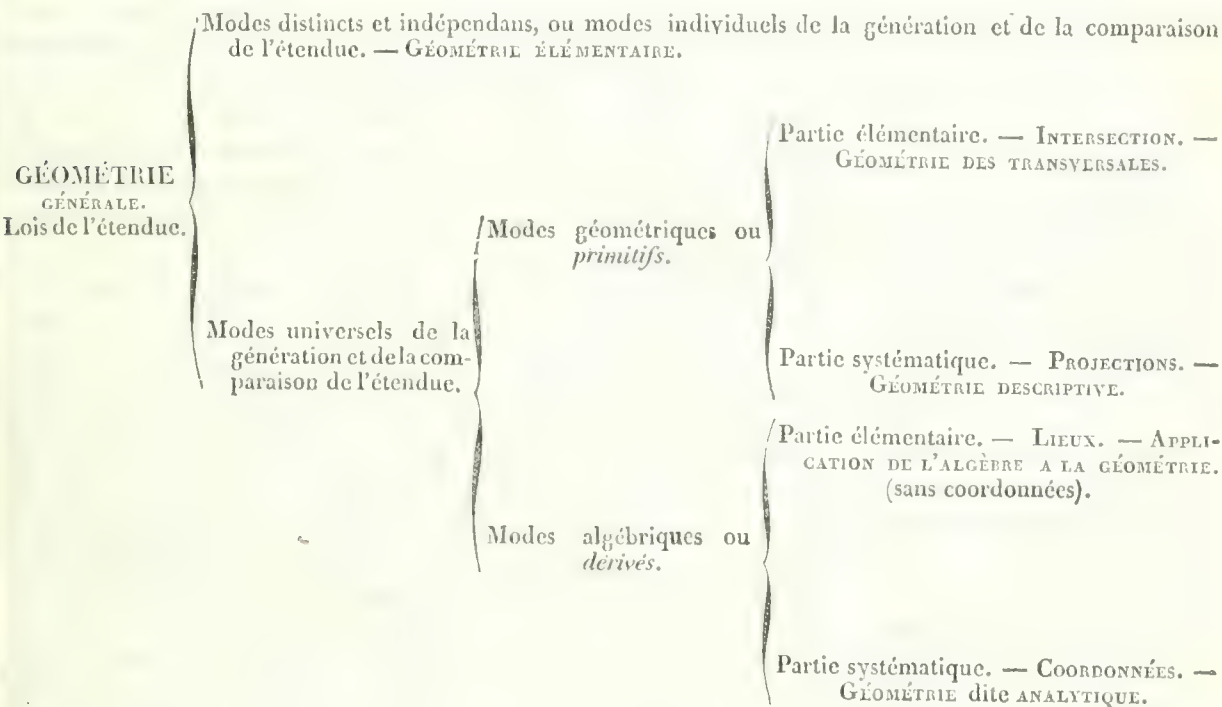 Modes distincts et indépendans, ou modes individuels de la génération et de la comparaison
de l'étendue. — GÉOMÉTRIE ÉLÉMENTAIRE.
GÉOMÉTRIE
GÉNÉRALE.
Lois de l'étendue.
Modes universels de la
génération et de la com-
paraison de l'étendue.
Modes géométriques ou
primitifs.
Partie élémentaire. — INTERSECTION. —
GÉOMÉTRIE DES TRANSVERSALES.
Partie systématique. — PROJECTIONS. —
GÉOMÉTRIE DESCRIPTIVE.
Modes algébriques ou
dérivés.
Partie élémentaire. — LIEUX. — APPLI-
CATION DE L'ALGÈBRE A LA GÉOMÉTRIE.
(sans coordonnées).
Partie systématique. — COORDONNÉES. —
GÉOMÉTRIE dite ANALYTIQUE.